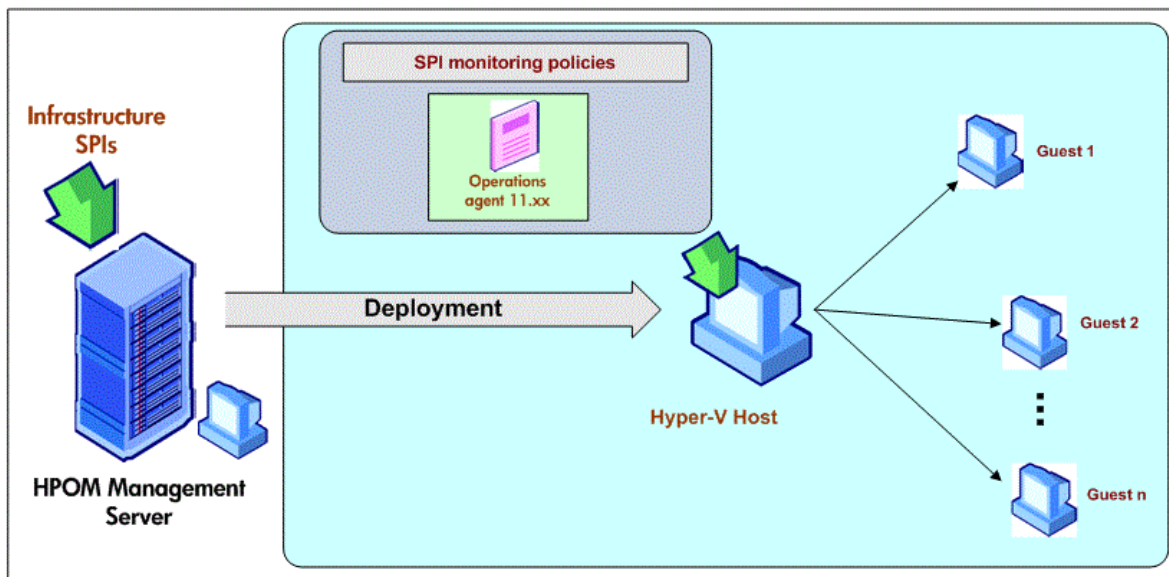 SPI monitoring policies
Infrastructure
SPIs
Operations
agent 11.xx
Guest 1
Deployment
Guest 2
Hyper-V Host
HPOM Management
Server
Guest n